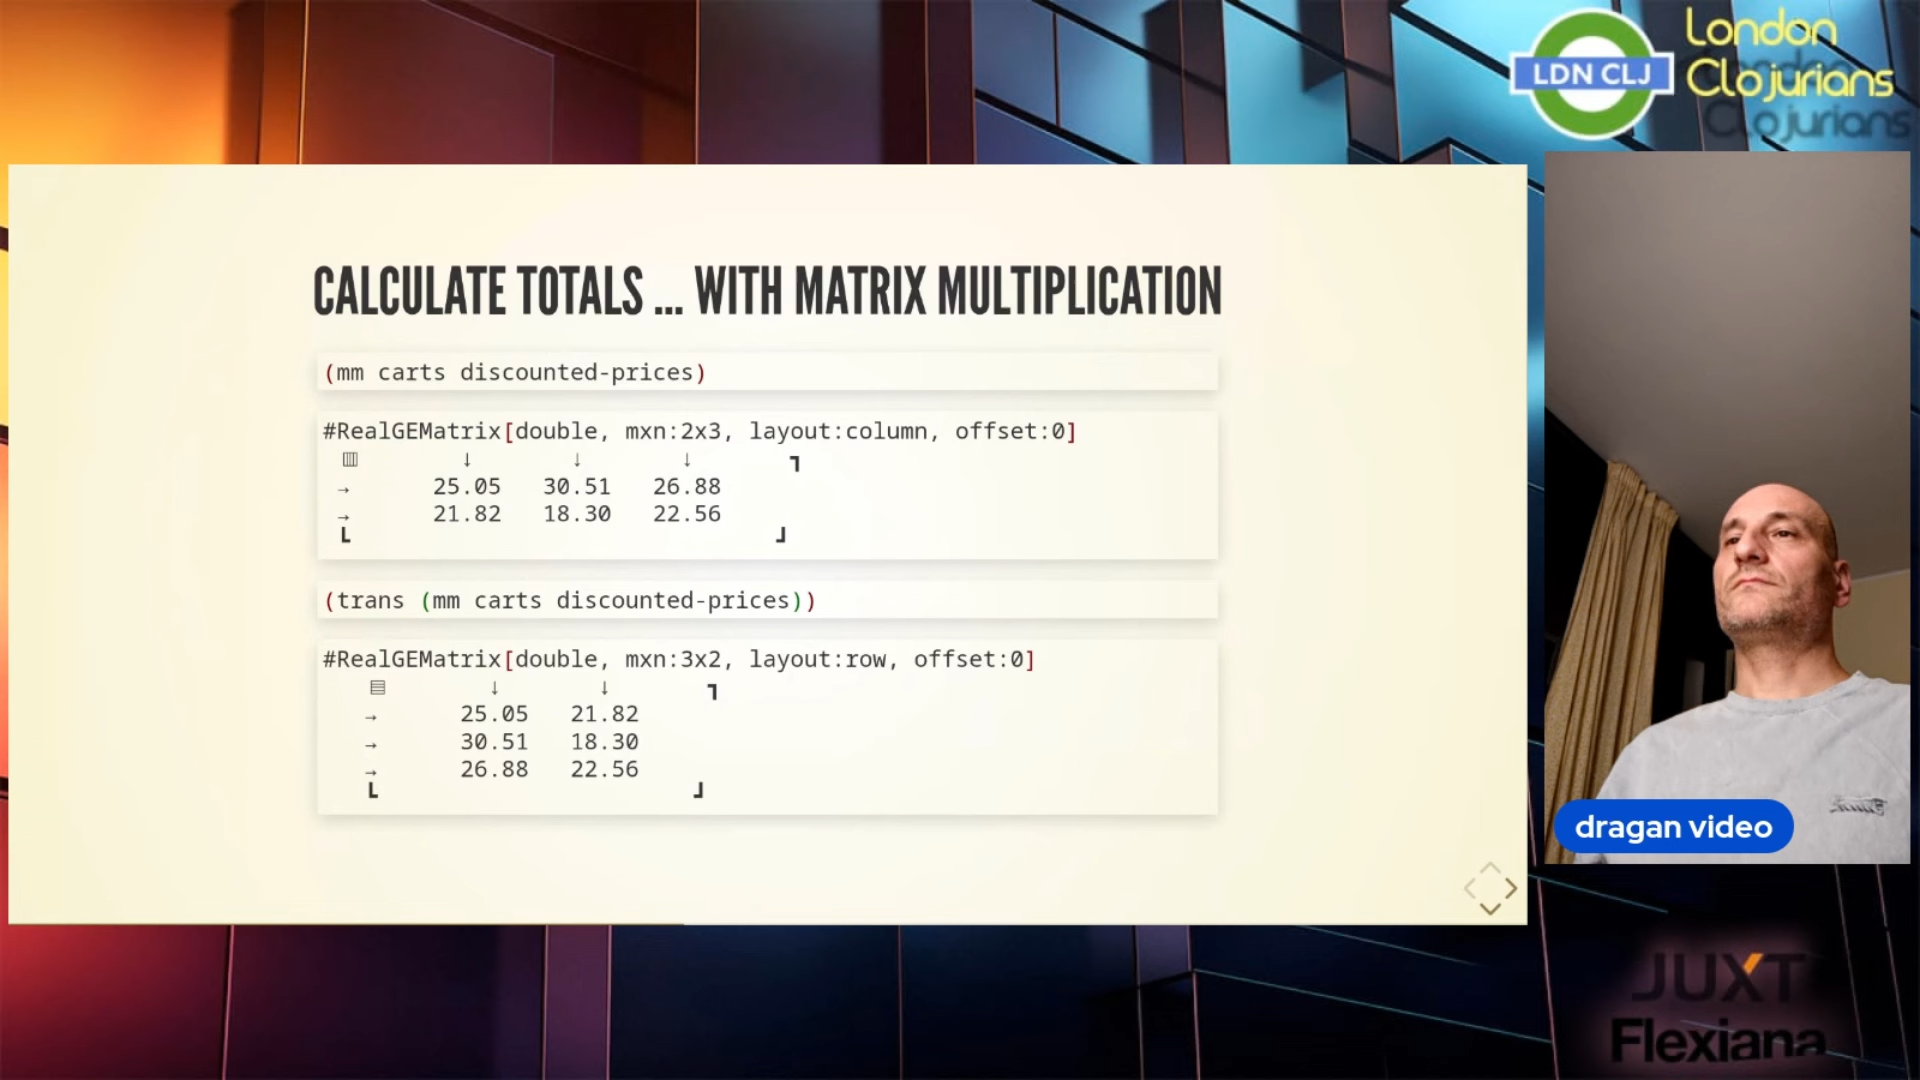 London
Clojurians
LDN CLJ
CALCULATE TOTALS ... WITH MATRIX MULTIPLICATION
(mm carts discounted-prices)
#RealGEMatrix[double, mxn:2x3, layout:column, offset:0]
▥ ↓ ↓ ↓ ┓
→ 25.05 30.51 26.88
→ 21.82 18.30 22.56
┗ ┛
(trans (mm carts discounted-prices))
#RealGEMatrix[double, mxn:3x2, layout:row, offset:0]
▤ ↓ ↓ ┓
→ 25.05 21.82
→ 30.51 18.30
→ 26.88 22.56
┗ ┛
dragan video
JUXT
Flexiana